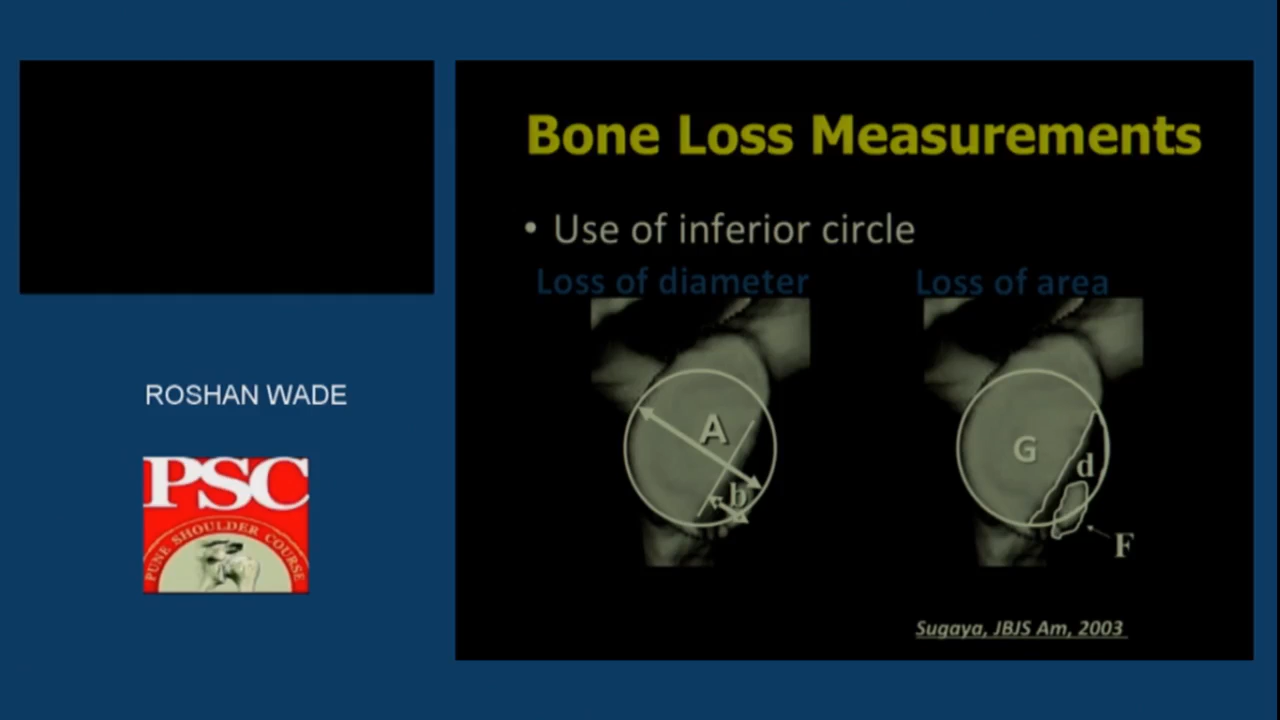 Bone Loss Measurements
• Use of inferior circle
Loss of diameter
Loss of area
A
b
G
d
F
Sugaya, JBJS Am, 2003
ROSHAN WADE
PSC
PUNE SHOULDER COURSE